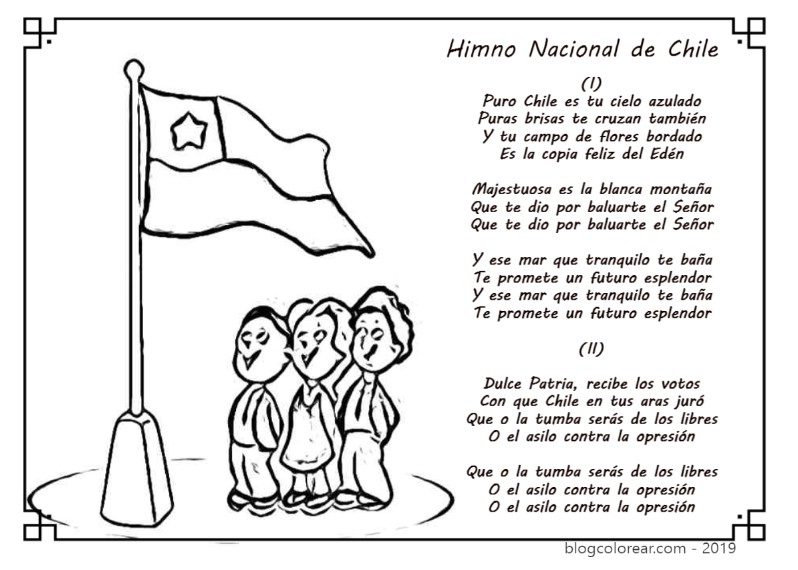 Himno Nacional de Chile
(I)
Puro Chile es tu cielo azulado
Puras brisas te cruzan también
Y tu campo de flores bordado
Es la copia feliz del Edén
Majestuosa es la blanca montaña
Que te dio por baluarte el Señor
Que te dio por baluarte el Señor
Y ese mar que tranquilo te baña
Te promete un futuro esplendor
Y ese mar que tranquilo te baña
Te promete un futuro esplendor
(II)
Dulce Patria, recibe los votos
Con que Chile en tus aras juró
Que o la tumba serás de los libres
O el asilo contra la opresión
Que o la tumba serás de los libres
O el asilo contra la opresión
O el asilo contra la opresión
blogcolorear.com - 2019